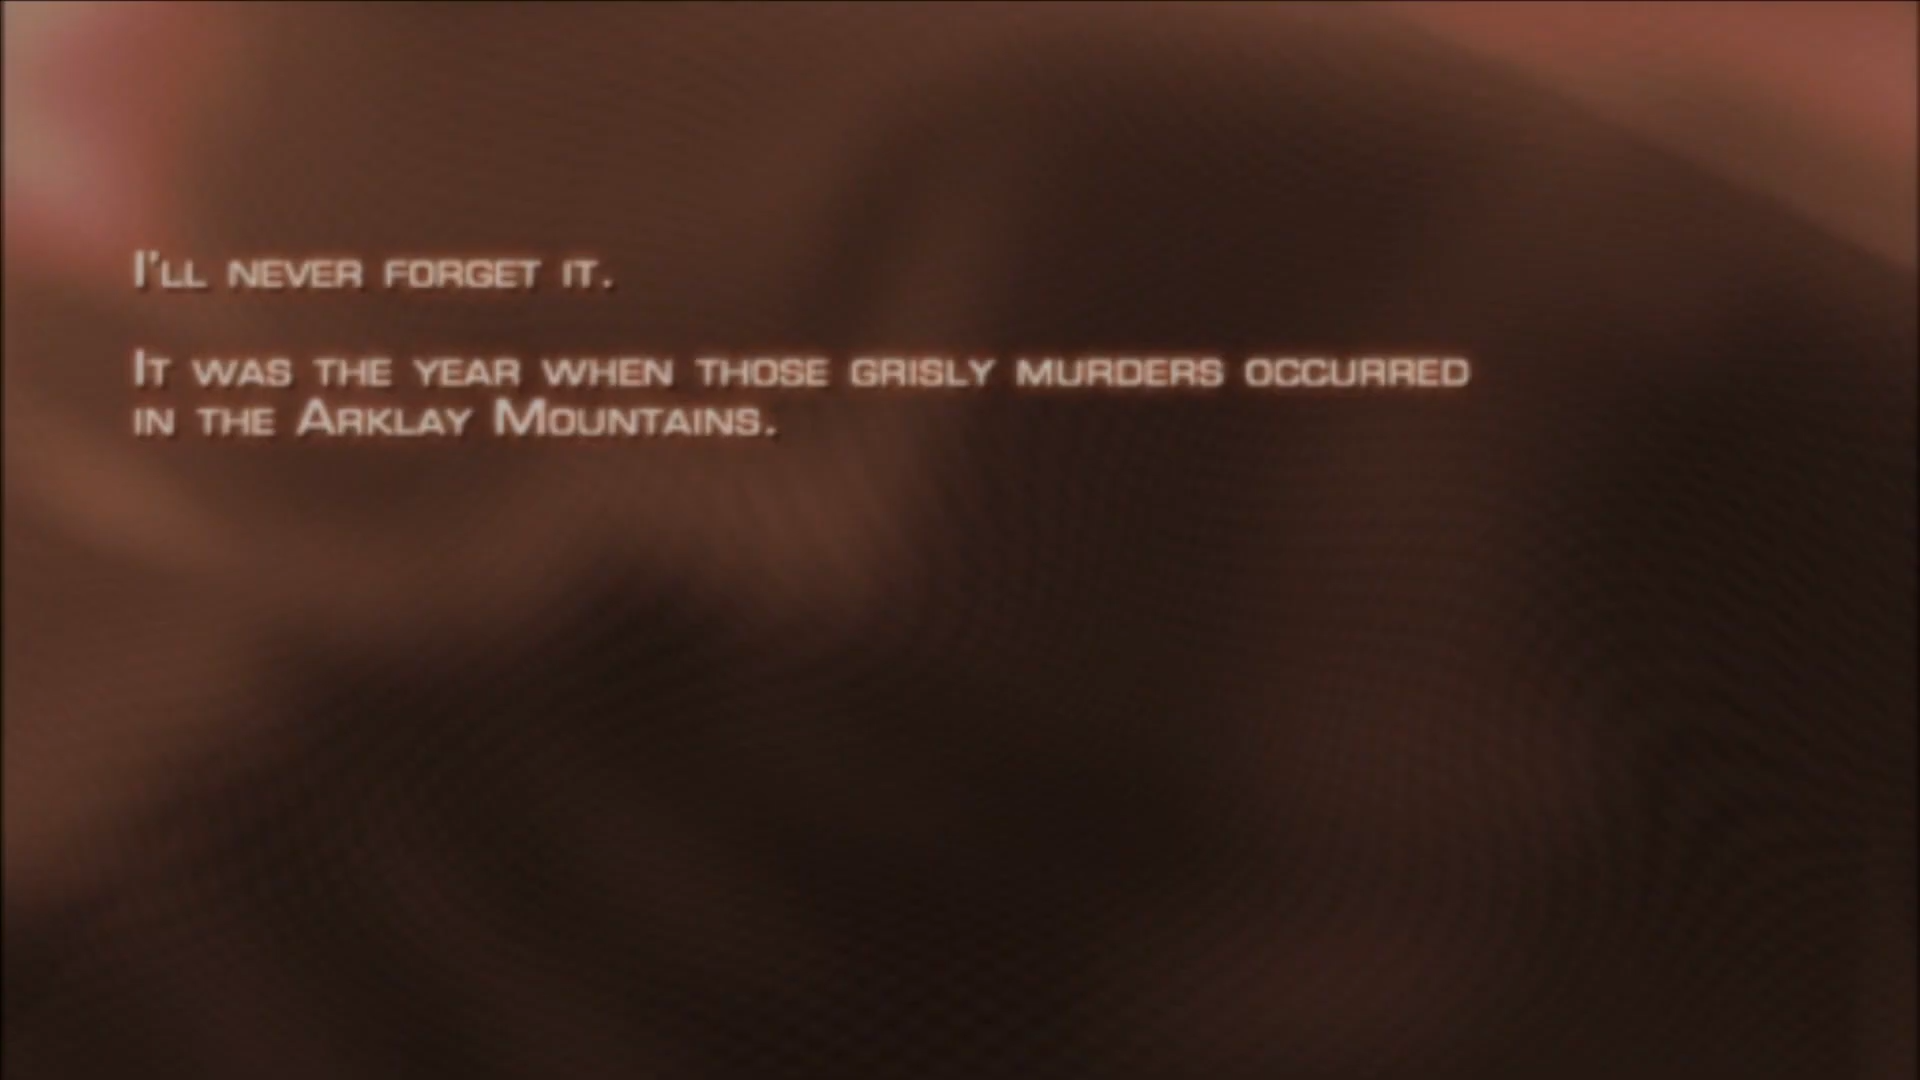 I'll never forget it.
It was the year when those grisly murders occurred
in the Arklay Mountains.